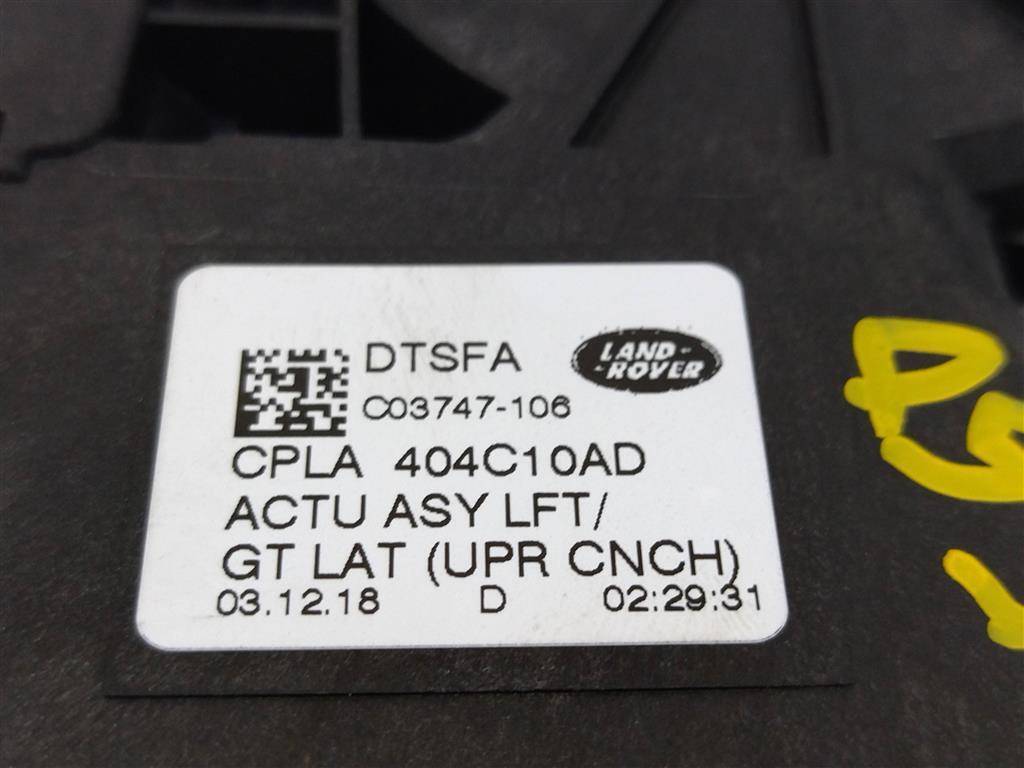 DTSFA
LAND-
-ROVER
C03747-106
CPLA 404C10AD
ACTU ASY LFT/
GT LAT (UPR CNCH)
03.12.18 D 02:29:31